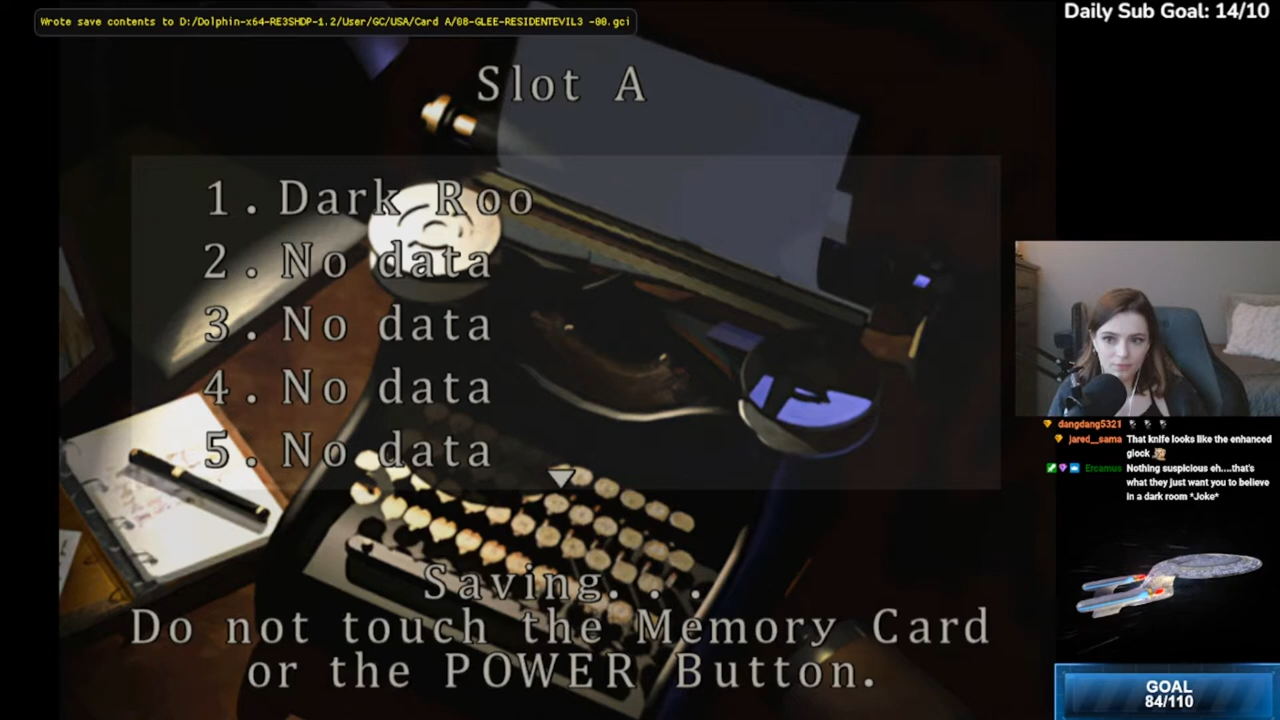 Wrote save contents to D:/Dolphin-x64-RE3SHDP-1.2/User/GC/USA/Card A/08-GLEE-RESIDENTEVIL3 -00.gci
Daily Sub Goal: 14/10
Slot A
1. Dark Roo
2. No data
3. No data
4. No data
5. No data
Saving. . .
Do not touch the Memory Card
or the POWER Button.
dangdang5321
jared__sama That knife looks like the enhanced
glock
Ercamus Nothing suspicious eh....that's
what they just want you to believe
in a dark room *Joke*
GOAL
84/110